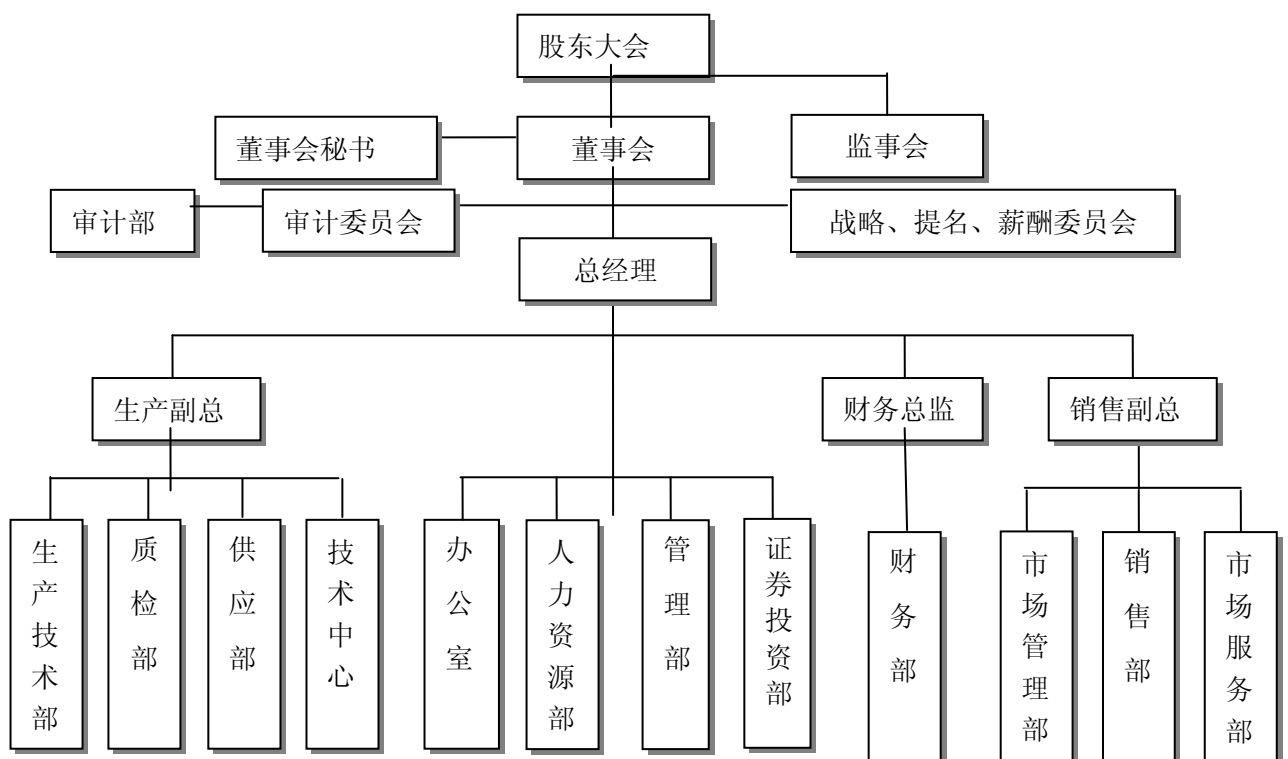 股东大会
董事会秘书
董事会
监事会
审计部
审计委员会
战略、提名、薪酬委员会
总经理
生产副总
财务总监
销售副总
生产技术部
质检部
供应部
技术中心
办公室
人力资源部
管理部
证券投资部
财务部
市场管理部
销售部
市场服务部